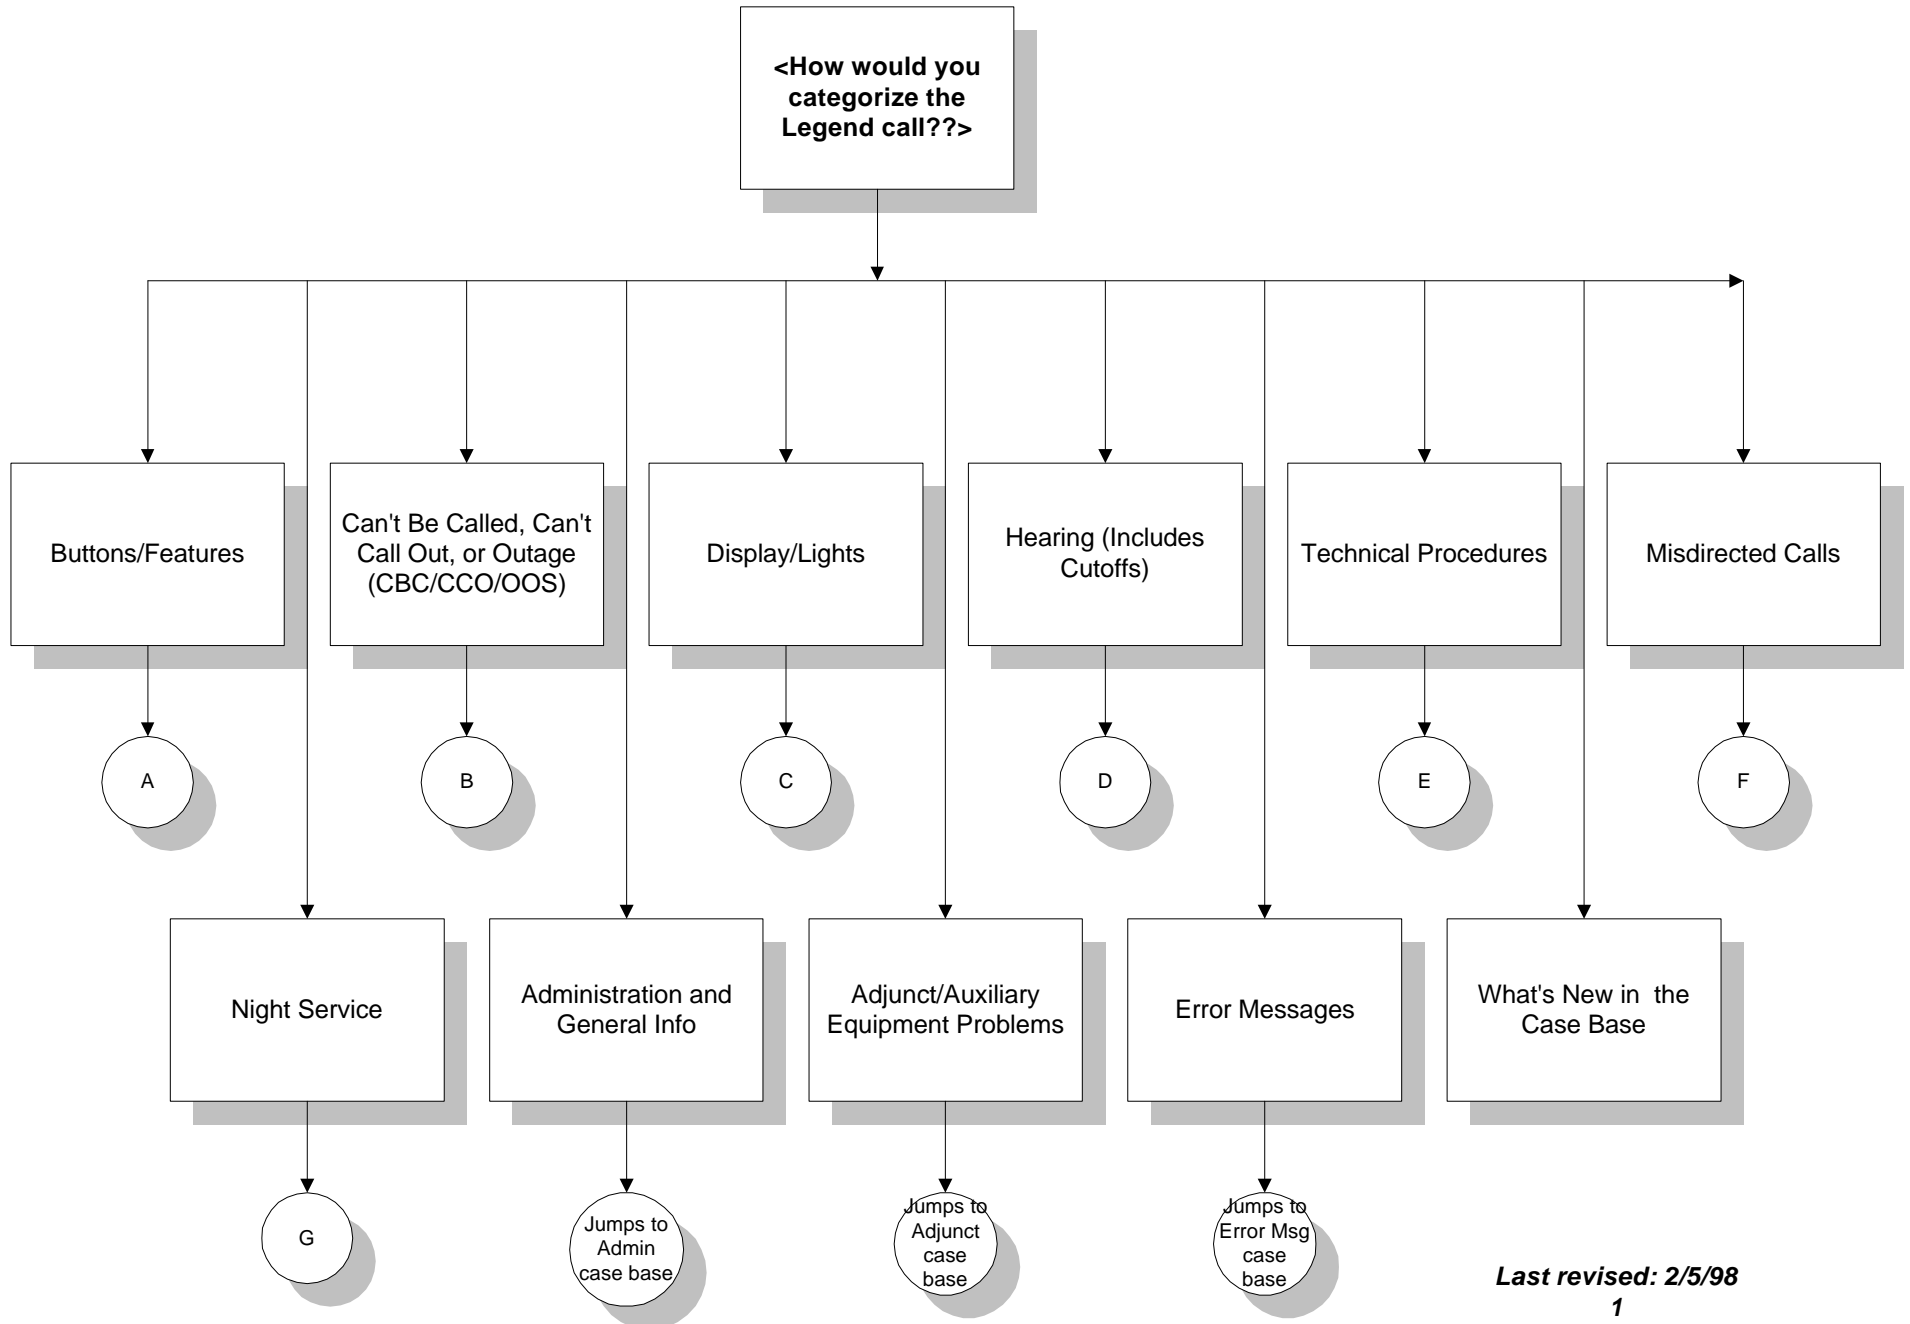 <How would you
categorize the
Legend call??>
Buttons/Features
Can't Be Called, Can't
Call Out, or Outage
(CBC/CCO/OOS)
Display/Lights
Hearing (Includes
Cutoffs)
Technical Procedures
Misdirected Calls
A
B
C
D
E
F
Night Service
Administration and
General Info
Adjunct/Auxiliary
Equipment Problems
Error Messages
What's New in  the
Case Base
G
Jumps to
Admin
case base
Jumps to
Adjunct
case
base
Jumps to
Error Msg
case
base
Last revised: 2/5/98
1